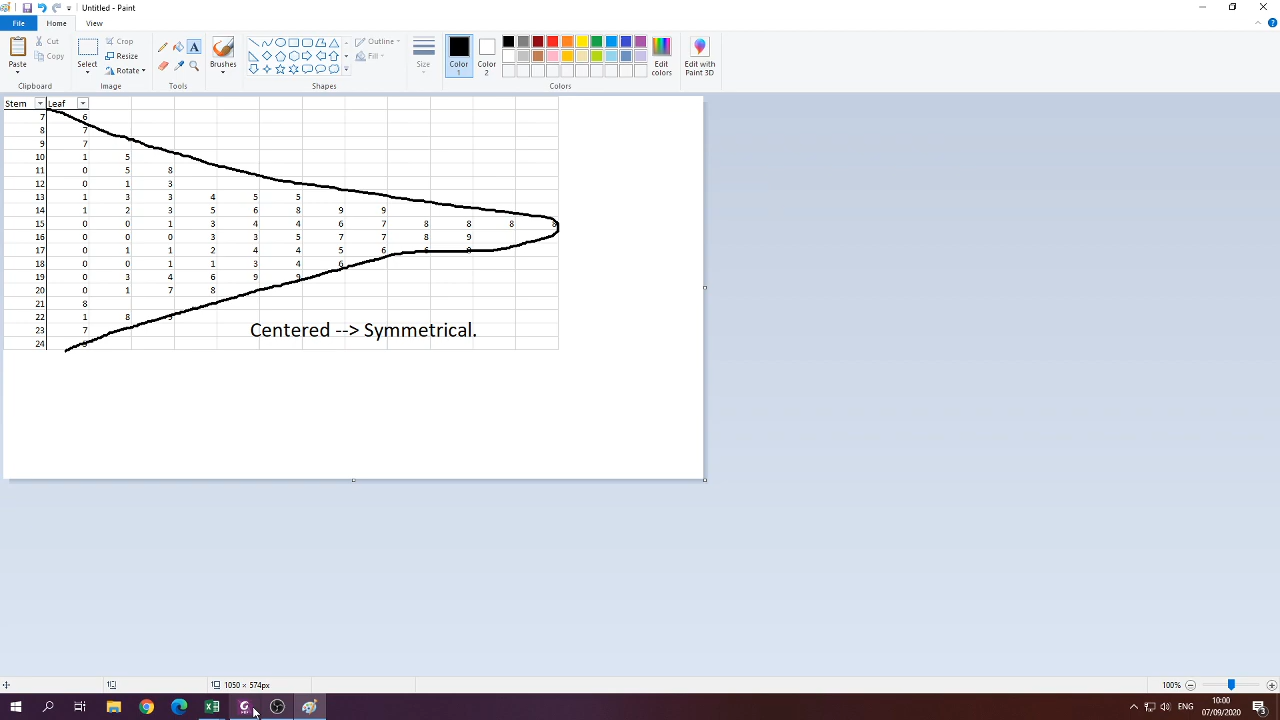 Untitled - Paint
File Home View
Paste Cut Copy Select Crop Resize Rotate A Brushes Outline Fill Size Color 1 Color 2 Edit colors Edit with Paint 3D
Clipboard Image Tools Shapes Colors
Stem Leaf
7 6
8 7
9 7
10 1 5
11 0 5 8
12 0 1 3
13 1 3 3 4 5 5
14 1 2 3 5 6 8 9 9
15 0 0 1 3 4 4 6 7 8 8 8 8
16 0 0 0 3 3 5 7 7 8 9
17 0 1 1 2 4 4 5 6 6
18 0 0 1 1 3 4 6
19 0 3 4 6 9 9
20 0 1 7 8
21 8
22 1 8
23 7
24
Centered --> Symmetrical.
1050 × 574px 100%
ENG 10:00
07/09/2020